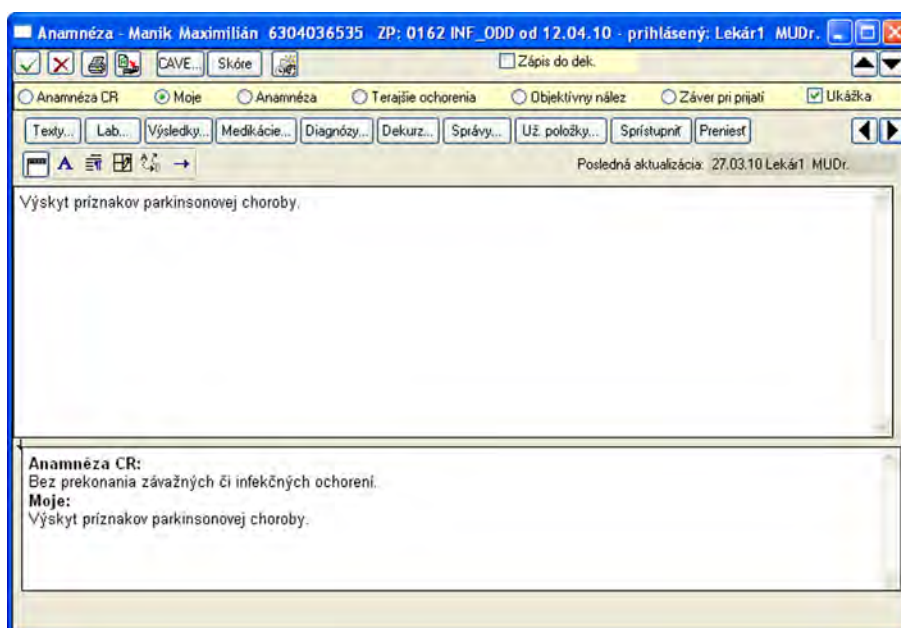 Anamnéza - Manik Maximilián 6304036535 ZP: 0162 INF_ODD od 12.04.10 - prihlásený: Lekár1 MUDr.
CAVE... Skóre Zápis do dek.
Anamnéza CR Moje Anamnéza Terajšie ochorenia Objektívny nález Záver pri prijatí Ukážka
Texty... Lab... Výsledky... Medikácie... Diagnózy... Dekurz... Správy... Už. položky... Sprístupniť Preniesť
A Posledná aktualizácia: 27.03.10 Lekár1 MUDr.
Výskyt príznakov parkinsonovej choroby.
Anamnéza CR:
Bez prekonania závažných či infekčných ochorení.
Moje:
Výskyt príznakov parkinsonovej choroby.